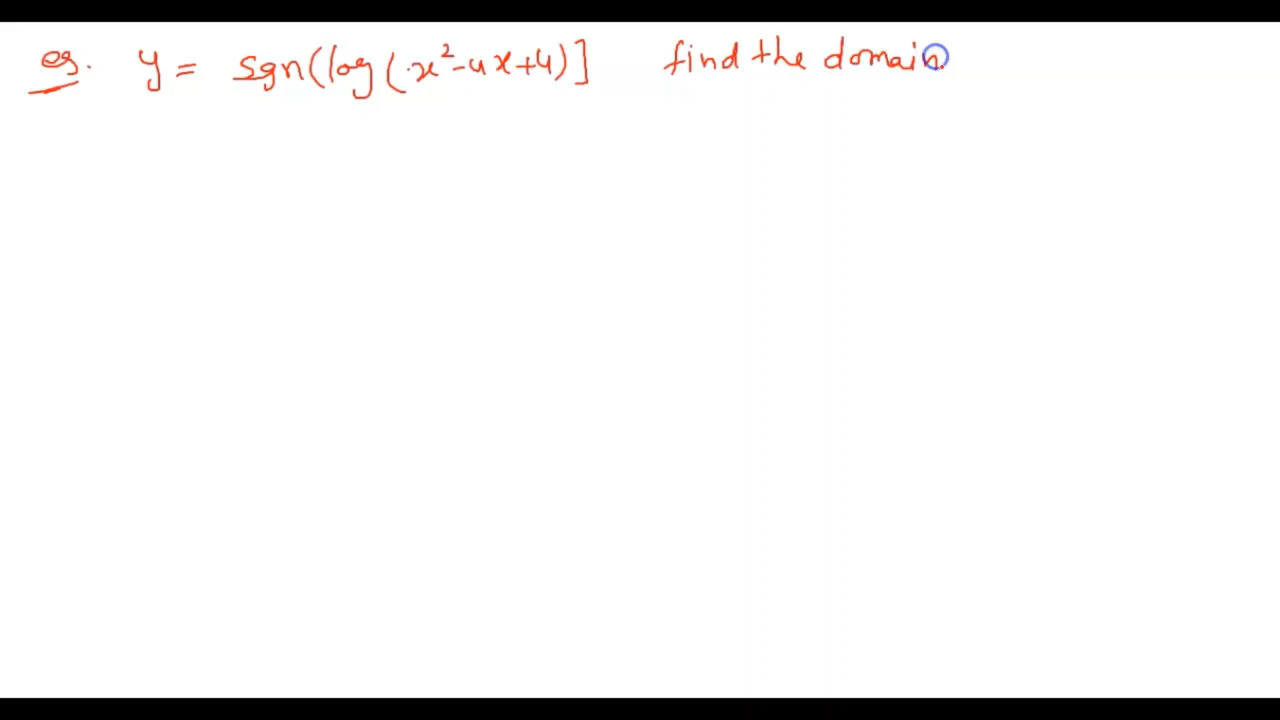 eg. y = sgn(log(x²-4x+4)] find the domain.